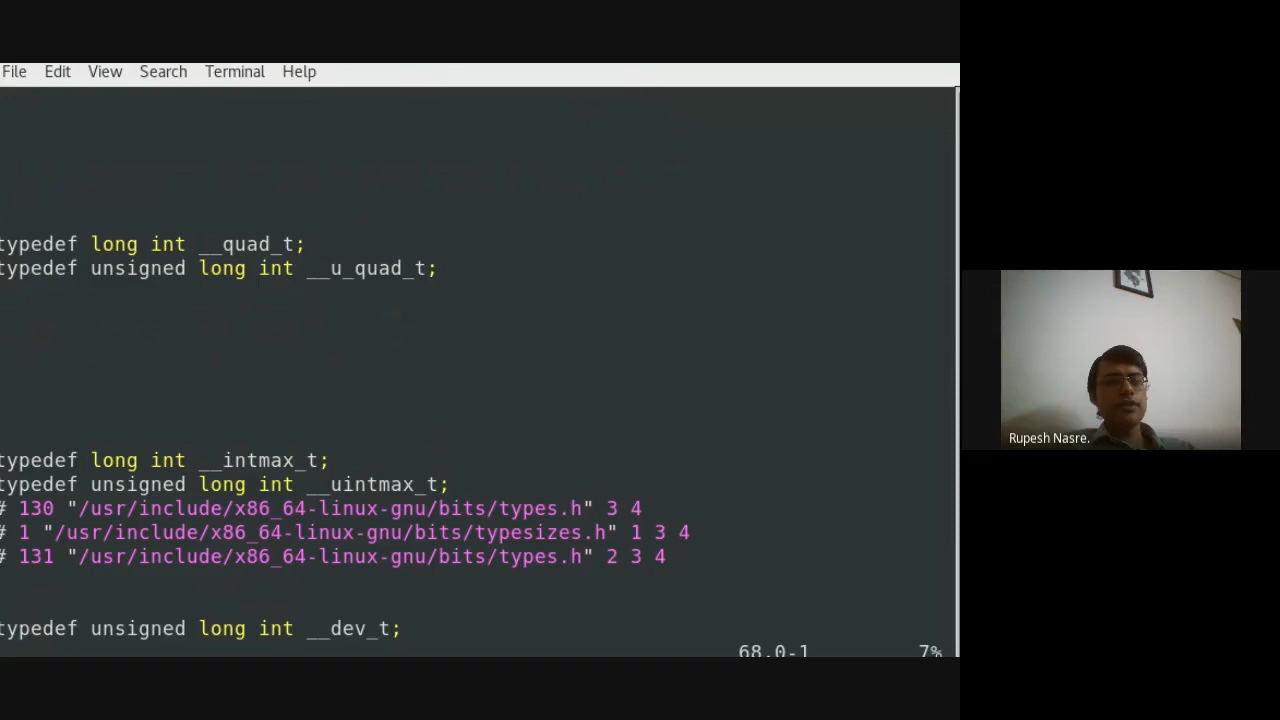 File Edit View Search Terminal Help
typedef long int __quad_t;
typedef unsigned long int __u_quad_t;
typedef long int __intmax_t;
typedef unsigned long int __uintmax_t;
# 130 "/usr/include/x86_64-linux-gnu/bits/types.h" 3 4
# 1 "/usr/include/x86_64-linux-gnu/bits/typesizes.h" 1 3 4
# 131 "/usr/include/x86_64-linux-gnu/bits/types.h" 2 3 4
typedef unsigned long int __dev_t;
68,0-1 7%
Rupesh Nasre.